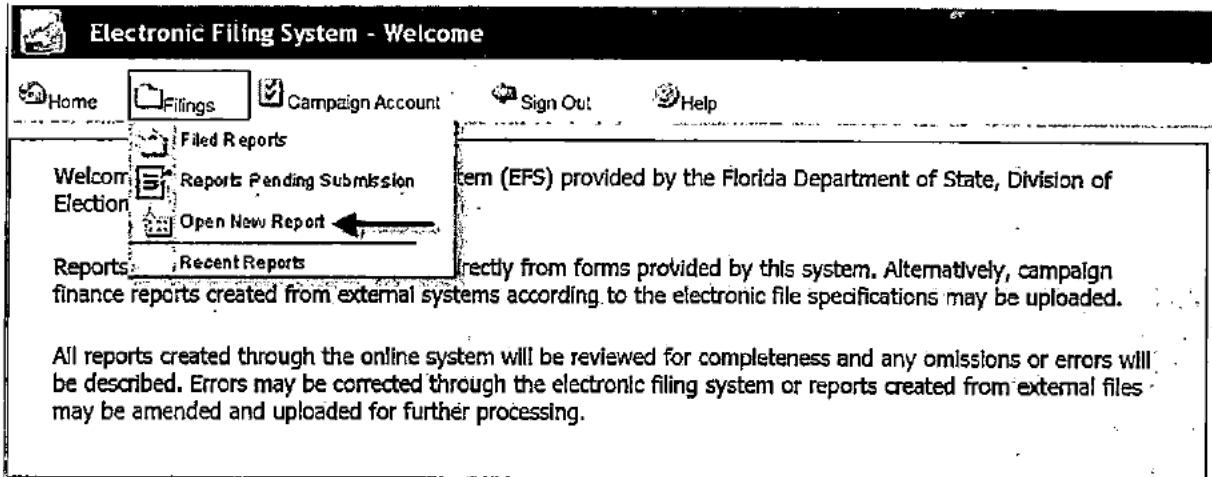 Electronic Filing System - Welcome
Home Filings Campaign Account Sign Out Help
Filed Reports
Reports Pending Submission
Open New Report
Recent Reports
Welcom tem (EFS) provided by the Florida Department of State, Division of
Election
Reports rectly from forms provided by this system. Alternatively, campaign
finance reports created from external systems according to the electronic file specifications may be uploaded.
All reports created through the online system will be reviewed for completeness and any omissions or errors will
be described. Errors may be corrected through the electronic filing system or reports created from external files
may be amended and uploaded for further processing.